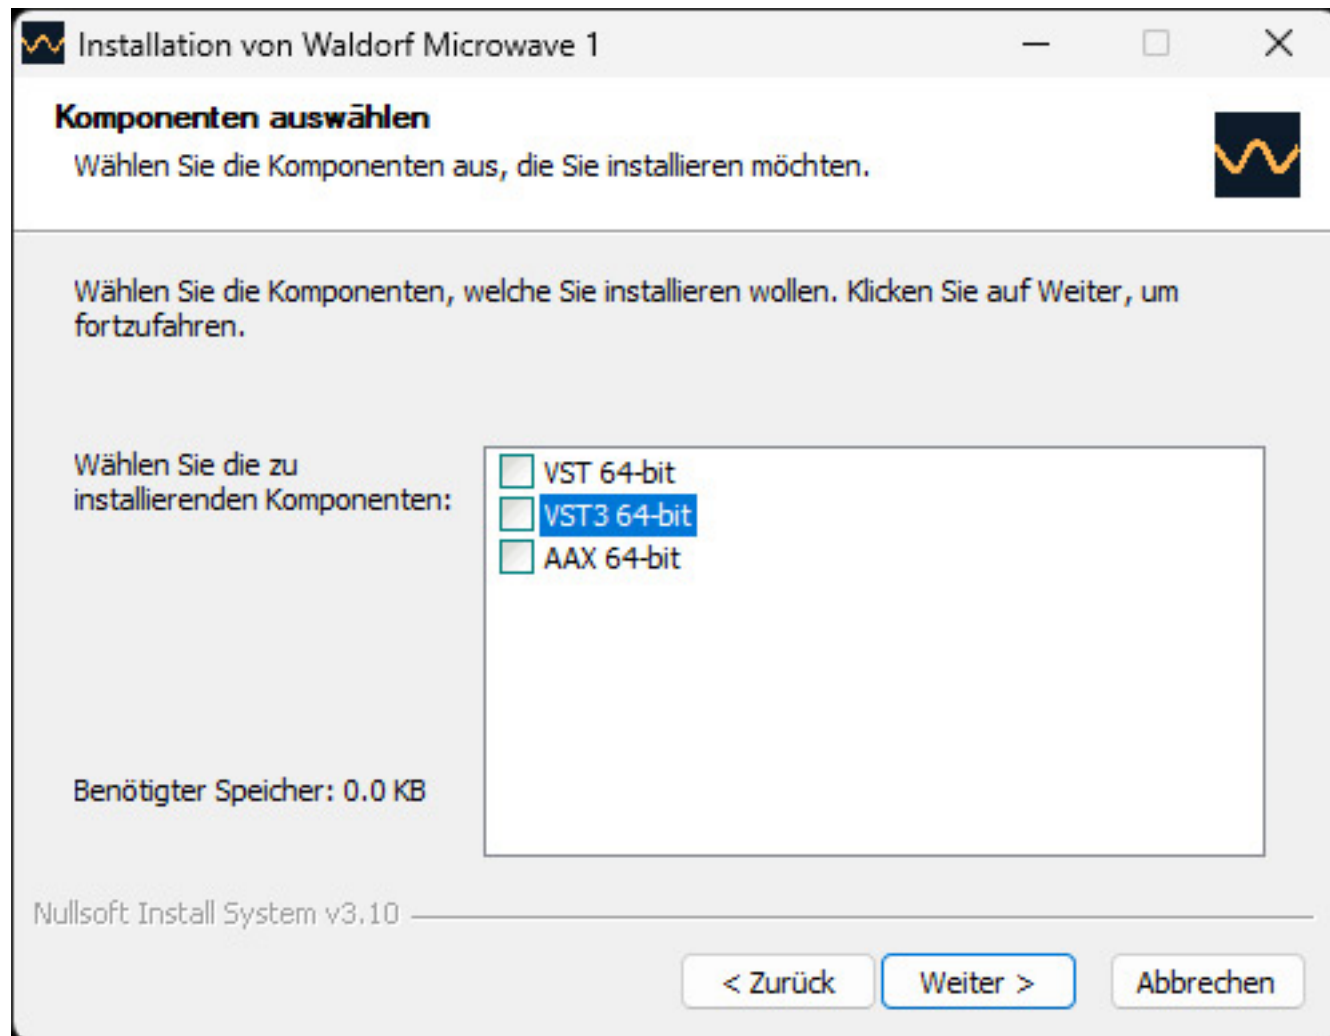 Installation von Waldorf Microwave 1
Komponenten auswählen
Wählen Sie die Komponenten aus, die Sie installieren möchten.
Wählen Sie die Komponenten, welche Sie installieren wollen. Klicken Sie auf Weiter, um
fortzufahren.
Wählen Sie die zu
installierenden Komponenten:
VST 64-bit
VST3 64-bit
AAX 64-bit
Benötigter Speicher: 0.0 KB
Nullsoft Install System v3.10
< Zurück
Weiter >
Abbrechen